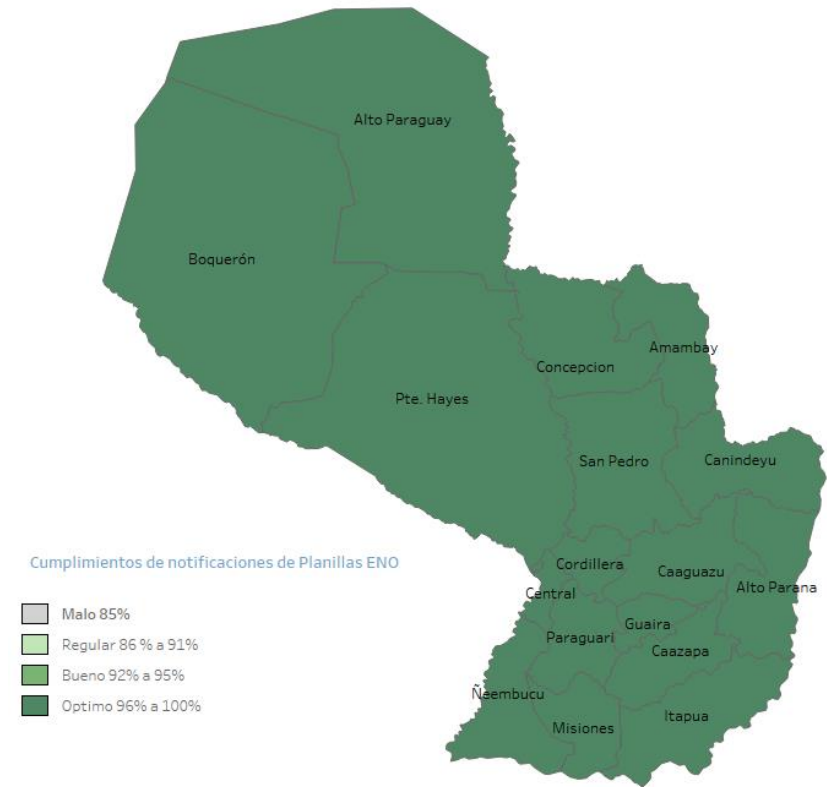 Alto Paraguay
Boquerón
Amambay
Concepcion
Pte. Hayes
San Pedro
Canindeyu
Cumplimientos de notificaciones de Planillas ENO
Cordillera
Caaguazu
Alto Parana
Central
Malo 85%
Guaira
Regular 86 % a 91%
Paraguari
Caazapa
Bueno 92% a 95%
Ñeembucu
Optimo 96% a 100%
Itapua
Misiones